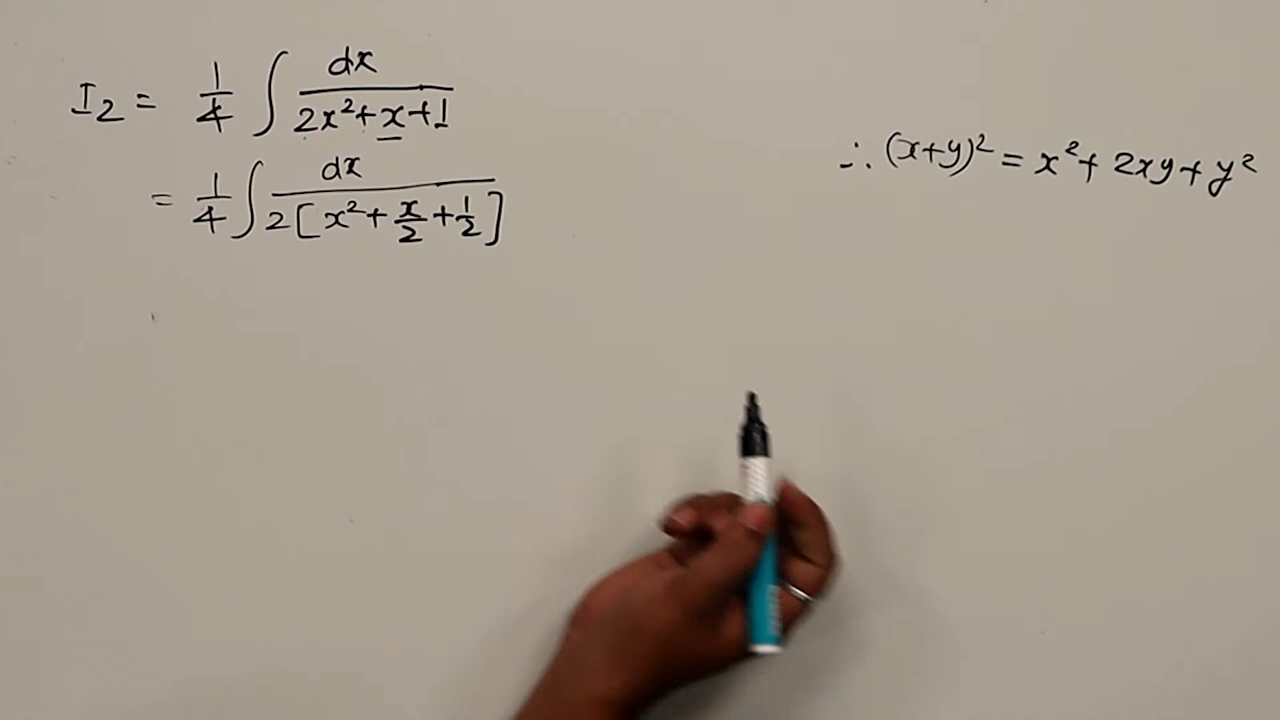 I2 = 1/4 ∫ dx/(2x²+x+1)
= 1/4 ∫ dx/(2[x²+x/2+1/2])
∴ (x+y)² = x²+2xy+y²